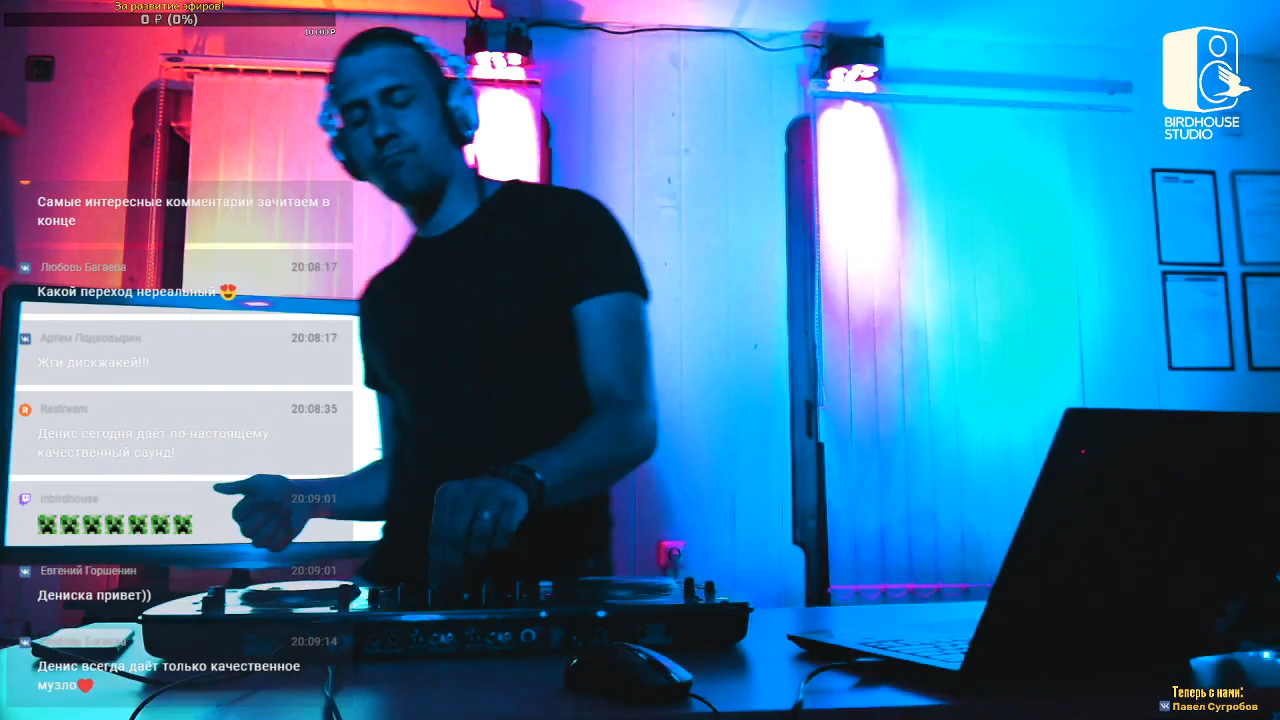 За развитие эфиров!
0 ₽ (0%)
BIRDHOUSE
STUDIO
Самые интересные комментарии зачитаем в
конце
Любовь Багаева 20:08:17
Какой переход нереальный 😍
Артем Подковырин 20:08:17
Жги дискжакей!!!
Restream 20:08:35
Денис сегодня даёт по-настоящему
качественный саунд!
inbirdhouse 20:09:01
Евгений Горшенин 20:09:01
Дениска привет))
Любовь Багаева 20:09:14
Денис всегда даёт только качественное
музло❤️
Теперь с нами:
Павел Сугробов